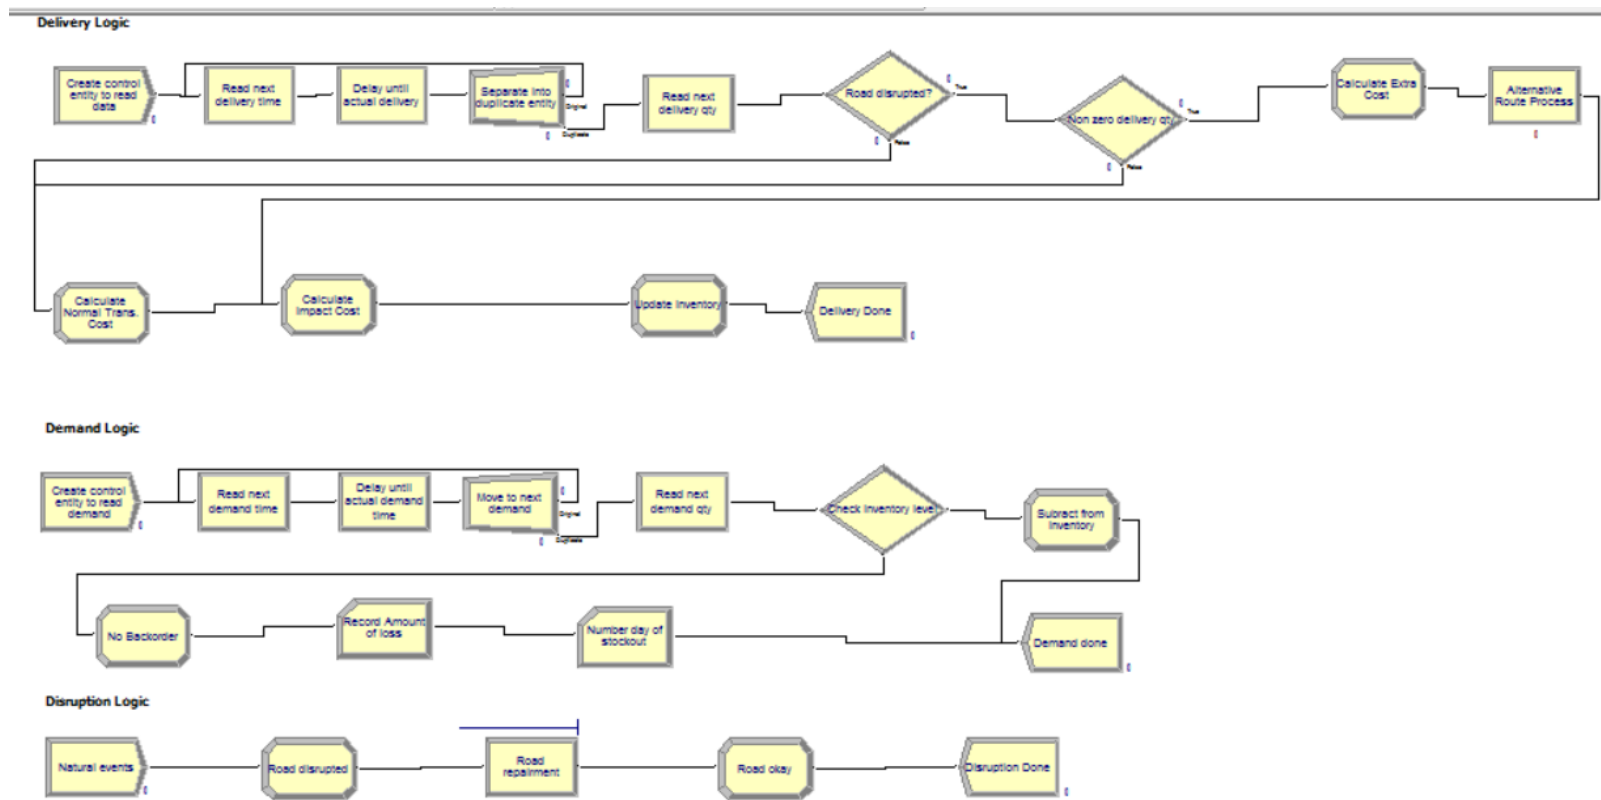 Delivery Logic
Create control
entity to read
data
Read next
delivery time
Delay until
actual delivery
Separate into
duplicate entity
Original
Duplicate
Read next
delivery qty
Road disrupted?
True
False
Non zero delivery qty
True
False
Calculate Extra
Cost
Alternative
Route Process
Calculate
Normal Trans.
Cost
Calculate
Impact Cost
Update Inventory
Delivery Done
Demand Logic
Create control
entity to read
demand
Read next
demand time
Delay until
actual demand
time
Move to next
demand
Original
Duplicate
Read next
demand qty
Check Inventory level
Subract from
Inventory
No Backorder
Record Amount
of loss
Number day of
stockout
Demand done
Disruption Logic
Natural events
Road disrupted
Road
repairment
Road okay
Disruption Done